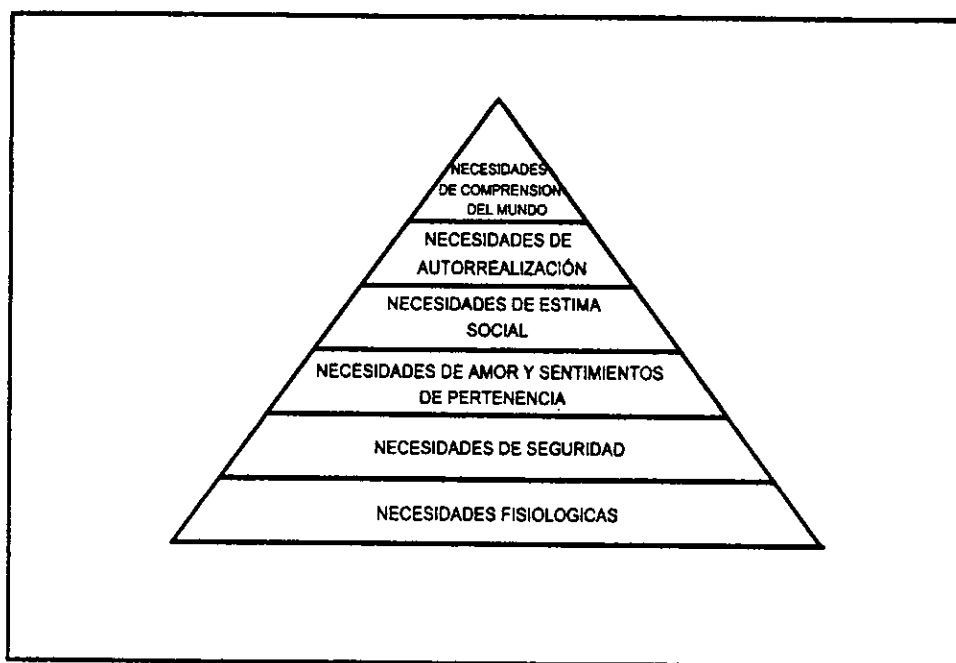 NECESIDADES
DE COMPRENSION
DEL MUNDO
NECESIDADES DE
AUTORREALIZACIÓN
NECESIDADES DE ESTIMA
SOCIAL
NECESIDADES DE AMOR Y SENTIMIENTOS
DE PERTENENCIA
NECESIDADES DE SEGURIDAD
NECESIDADES FISIOLOGICAS